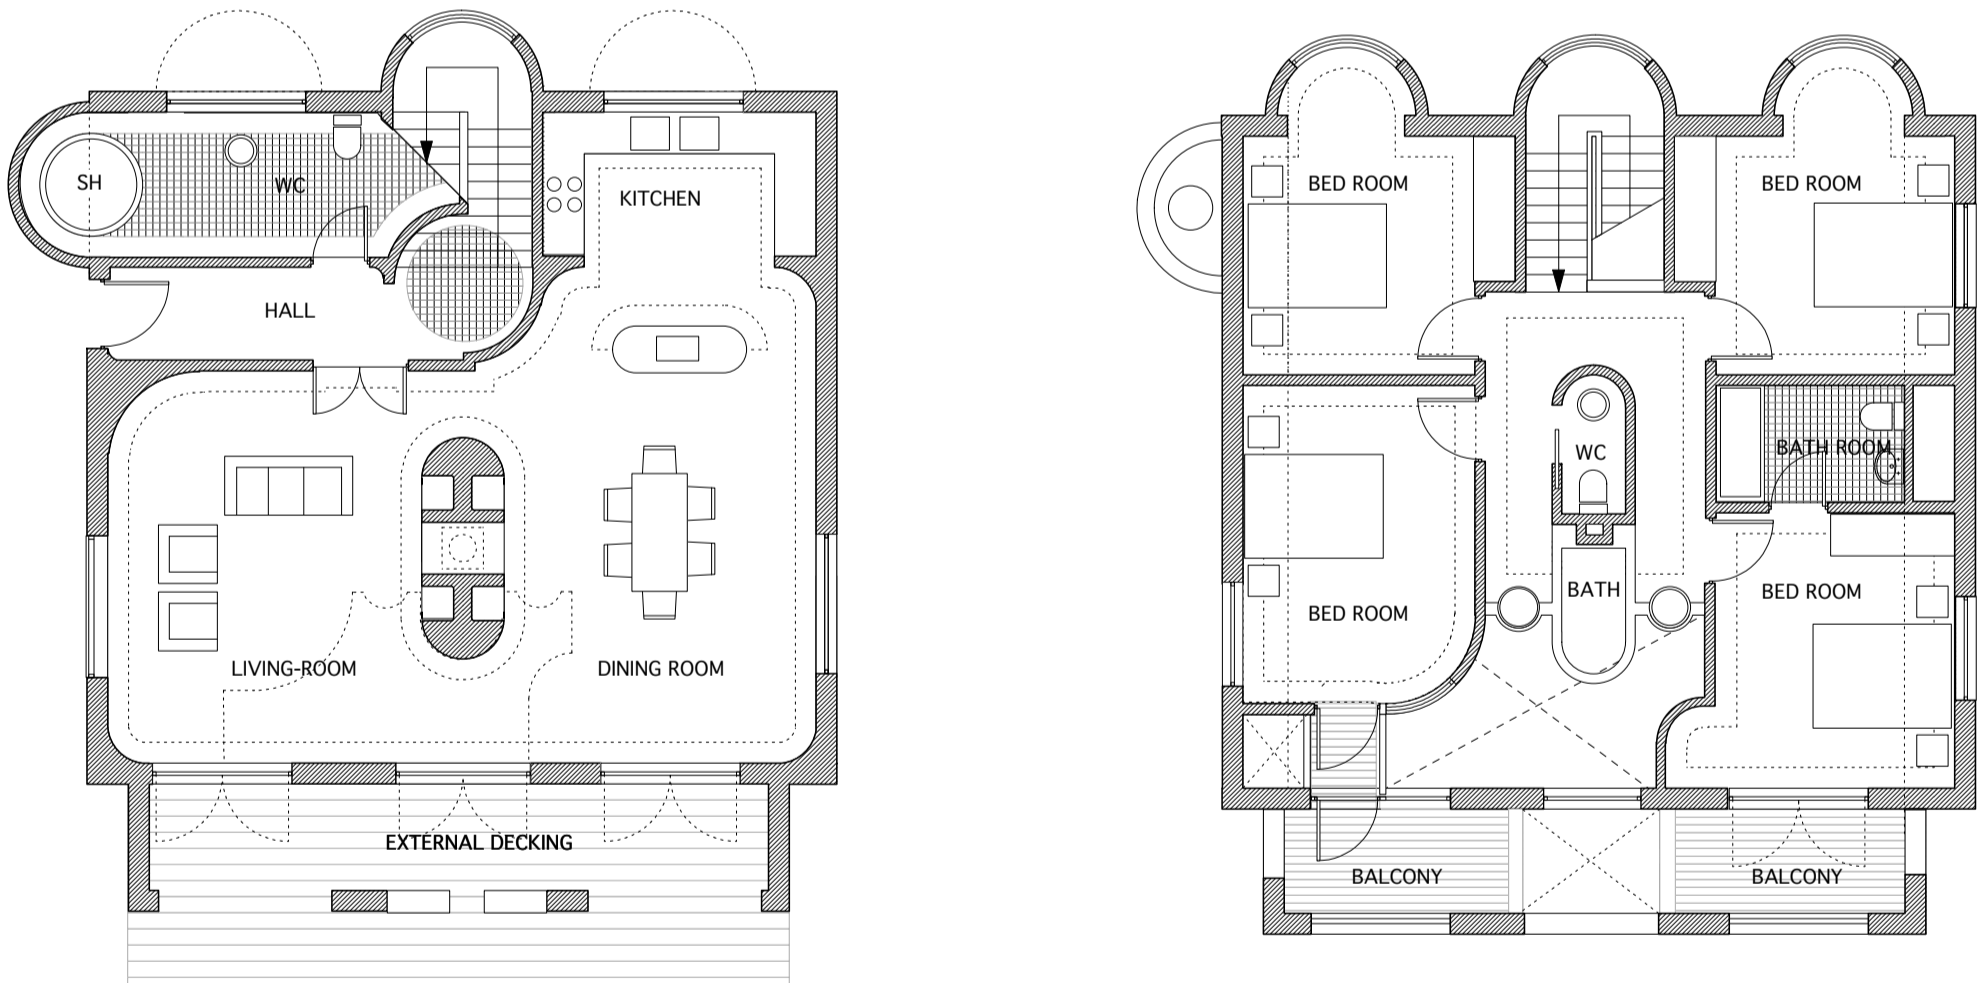 SH
WC
KITCHEN
HALL
LIVING-ROOM
DINING ROOM
EXTERNAL DECKING
BED ROOM
BED ROOM
WC
BATH ROOM
BATH
BED ROOM
BED ROOM
BALCONY
BALCONY